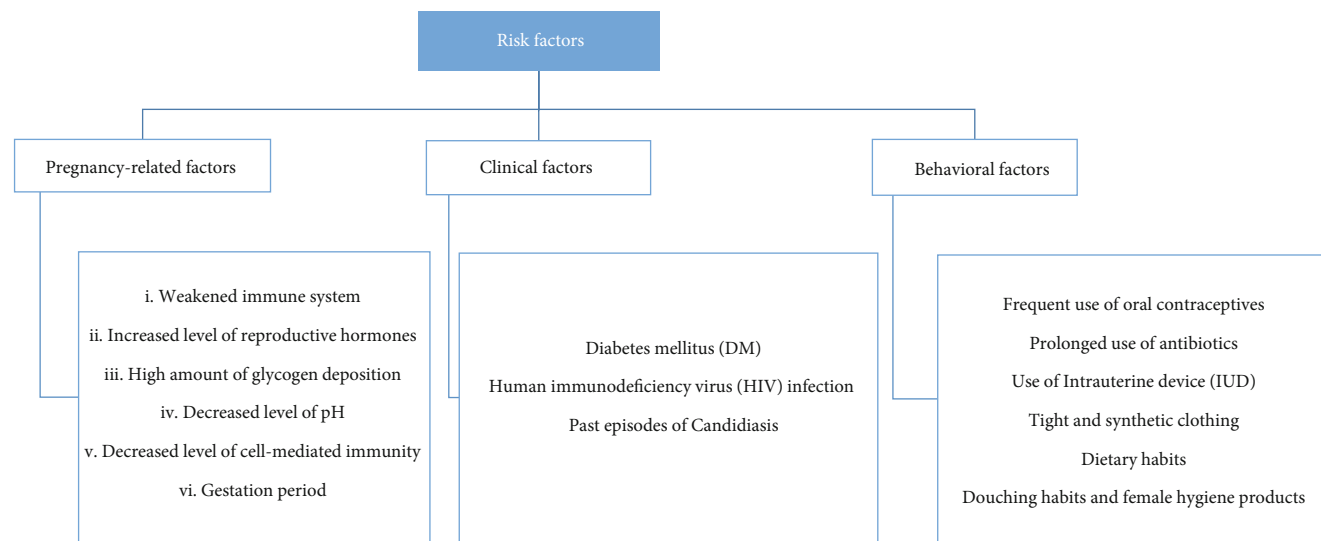 Risk factors
Pregnancy-related factors
Clinical factors
Behavioral factors
i. Weakened immune system
ii. Increased level of reproductive hormones
iii. High amount of glycogen deposition
iv. Decreased level of pH
v. Decreased level of cell-mediated immunity
vi. Gestation period
Diabetes mellitus (DM)
Human immunodeficiency virus (HIV) infection
Past episodes of Candidiasis
Frequent use of oral contraceptives
Prolonged use of antibiotics
Use of Intrauterine device (IUD)
Tight and synthetic clothing
Dietary habits
Douching habits and female hygiene products